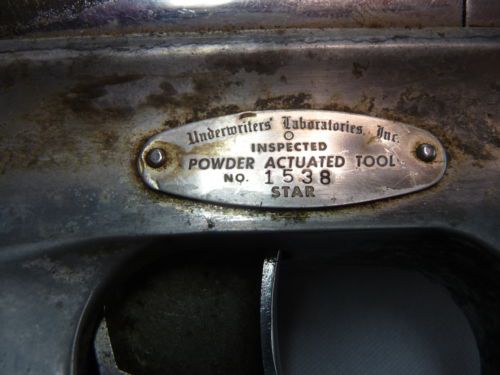 Underwriters' Laboratories, Inc.
INSPECTED
POWDER ACTUATED TOOL
NO. 1538
STAR